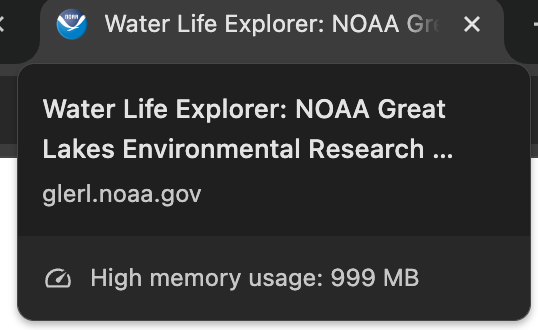 Water Life Explorer: NOAA Gre
Water Life Explorer: NOAA Great
Lakes Environmental Research ...
glerl.noaa.gov
High memory usage: 999 MB